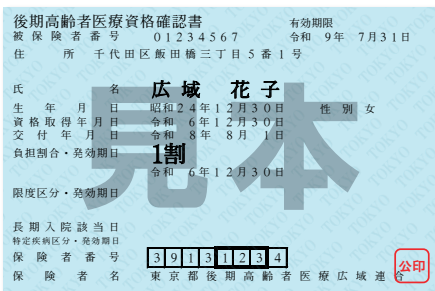 後期高齢者医療資格確認書
有効期限
被保険者番号 01234567 令和 9年 7月31日
住所 千代田区飯田橋三丁目5番1号
氏名 広域 花子
生年月日 昭和24年12月30日 性別 女
資格取得年月日 令和 6年12月30日
交付年月日 令和 8年 8月 1日
負担割合・発効期日 1割
令和 6年12月30日
限度区分・発効期日
長期入院該当日
特定疾病区分・発効期日
保険者番号 39131234
保険者名 東京都後期高齢者医療広域連合
公印
見本